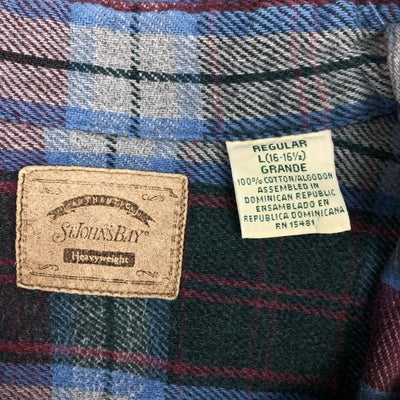 AUTHENTIC
ST. JOHN'S BAY
Heavyweight
REGULAR
L(16-16½)
GRANDE
100% COTTON/ALGODON
ASSEMBLED IN
DOMINICAN REPUBLIC
ENSAMBLADO EN
REPUBLICA DOMINICANA
RN 15481